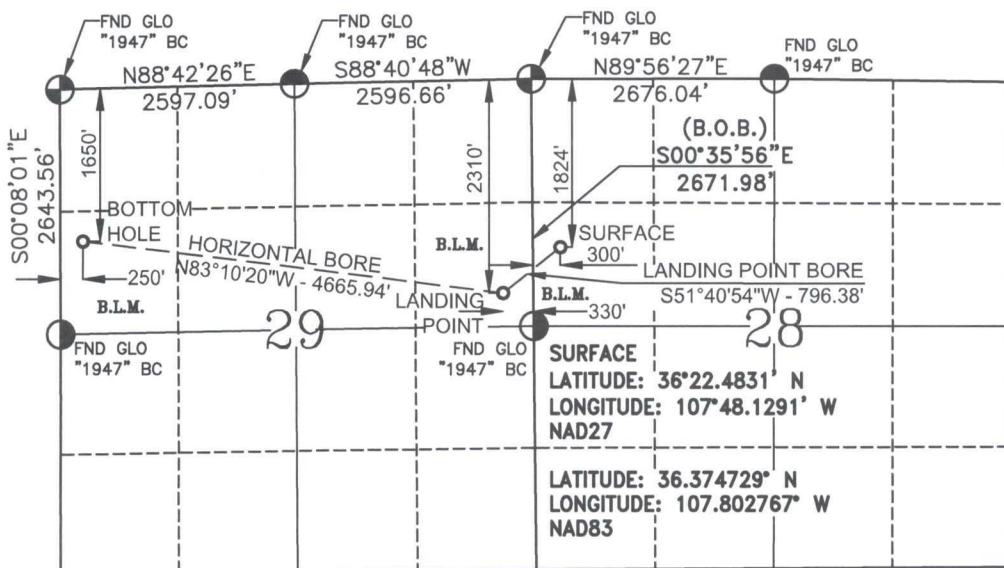 FND GLO
"1947" BC
FND GLO
"1947" BC
FND GLO
"1947" BC
FND GLO
"1947" BC
N88°42'26"E
2597.09'
S88°40'48"W
2596.66'
N89°56'27"E
2676.04'
S00°08'01"E
2643.56'
1650'
2310'
1824'
(B.O.B.)
S00°35'56"E
2671.98'
BOTTOM
HOLE
HORIZONTAL BORE
N83°10'20"W - 4665.94'
B.L.M.
SURFACE
300'
250'
B.L.M.
LANDING
POINT
B.L.M.
LANDING POINT BORE
S51°40'54"W - 796.38'
330'
29
28
FND GLO
"1947" BC
FND GLO
"1947" BC
SURFACE
LATITUDE: 36°22.4831' N
LONGITUDE: 107°48.1291' W
NAD27
LATITUDE: 36.374729° N
LONGITUDE: 107.802767° W
NAD83